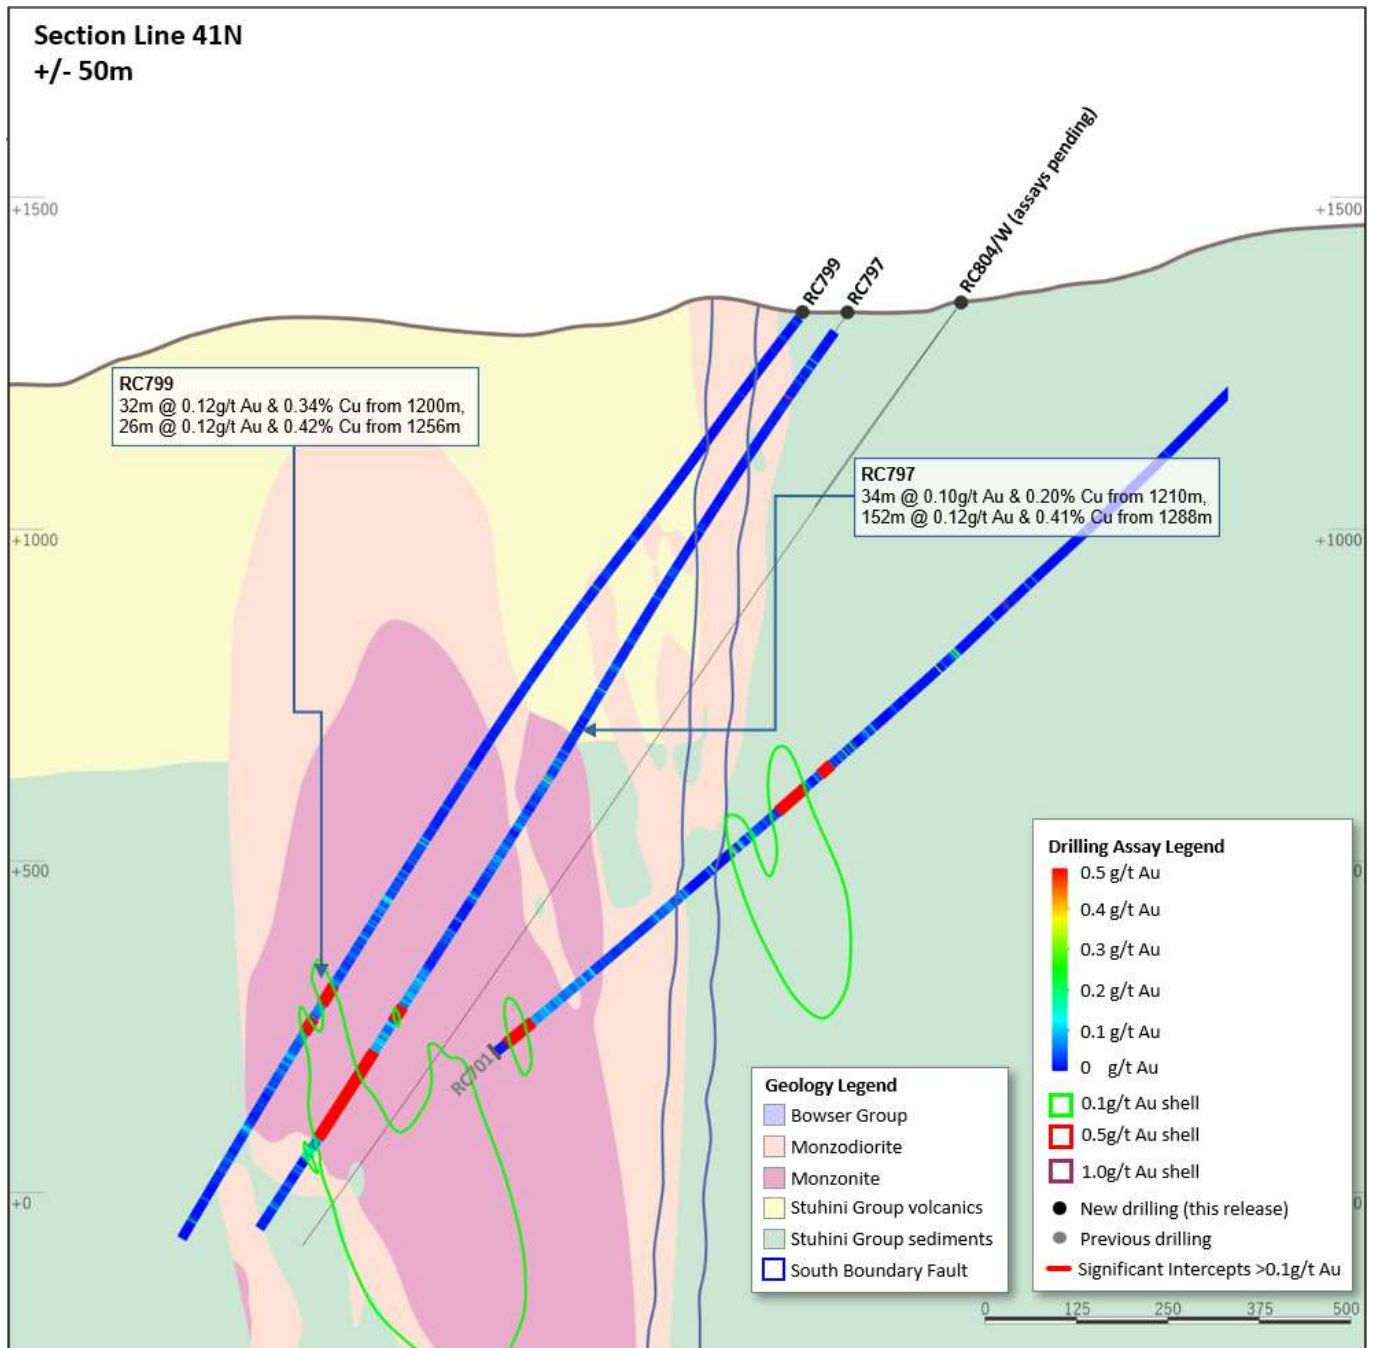 Section Line 41N
+/- 50m
RC804/W (assays pending)
RC799
RC797
+1500
+1500
RC799
32m @ 0.12g/t Au & 0.34% Cu from 1200m,
26m @ 0.12g/t Au & 0.42% Cu from 1256m
RC797
34m @ 0.10g/t Au & 0.20% Cu from 1210m,
152m @ 0.12g/t Au & 0.41% Cu from 1288m
+1000
+1000
+500
0
RC701
+0
0
Drilling Assay Legend
0.5 g/t Au
0.4 g/t Au
0.3 g/t Au
0.2 g/t Au
0.1 g/t Au
0 g/t Au
0.1g/t Au shell
0.5g/t Au shell
1.0g/t Au shell
New drilling (this release)
Previous drilling
Significant Intercepts >0.1g/t Au
Geology Legend
Bowser Group
Monzodiorite
Monzonite
Stuhini Group volcanics
Stuhini Group sediments
South Boundary Fault
0 125 250 375 500